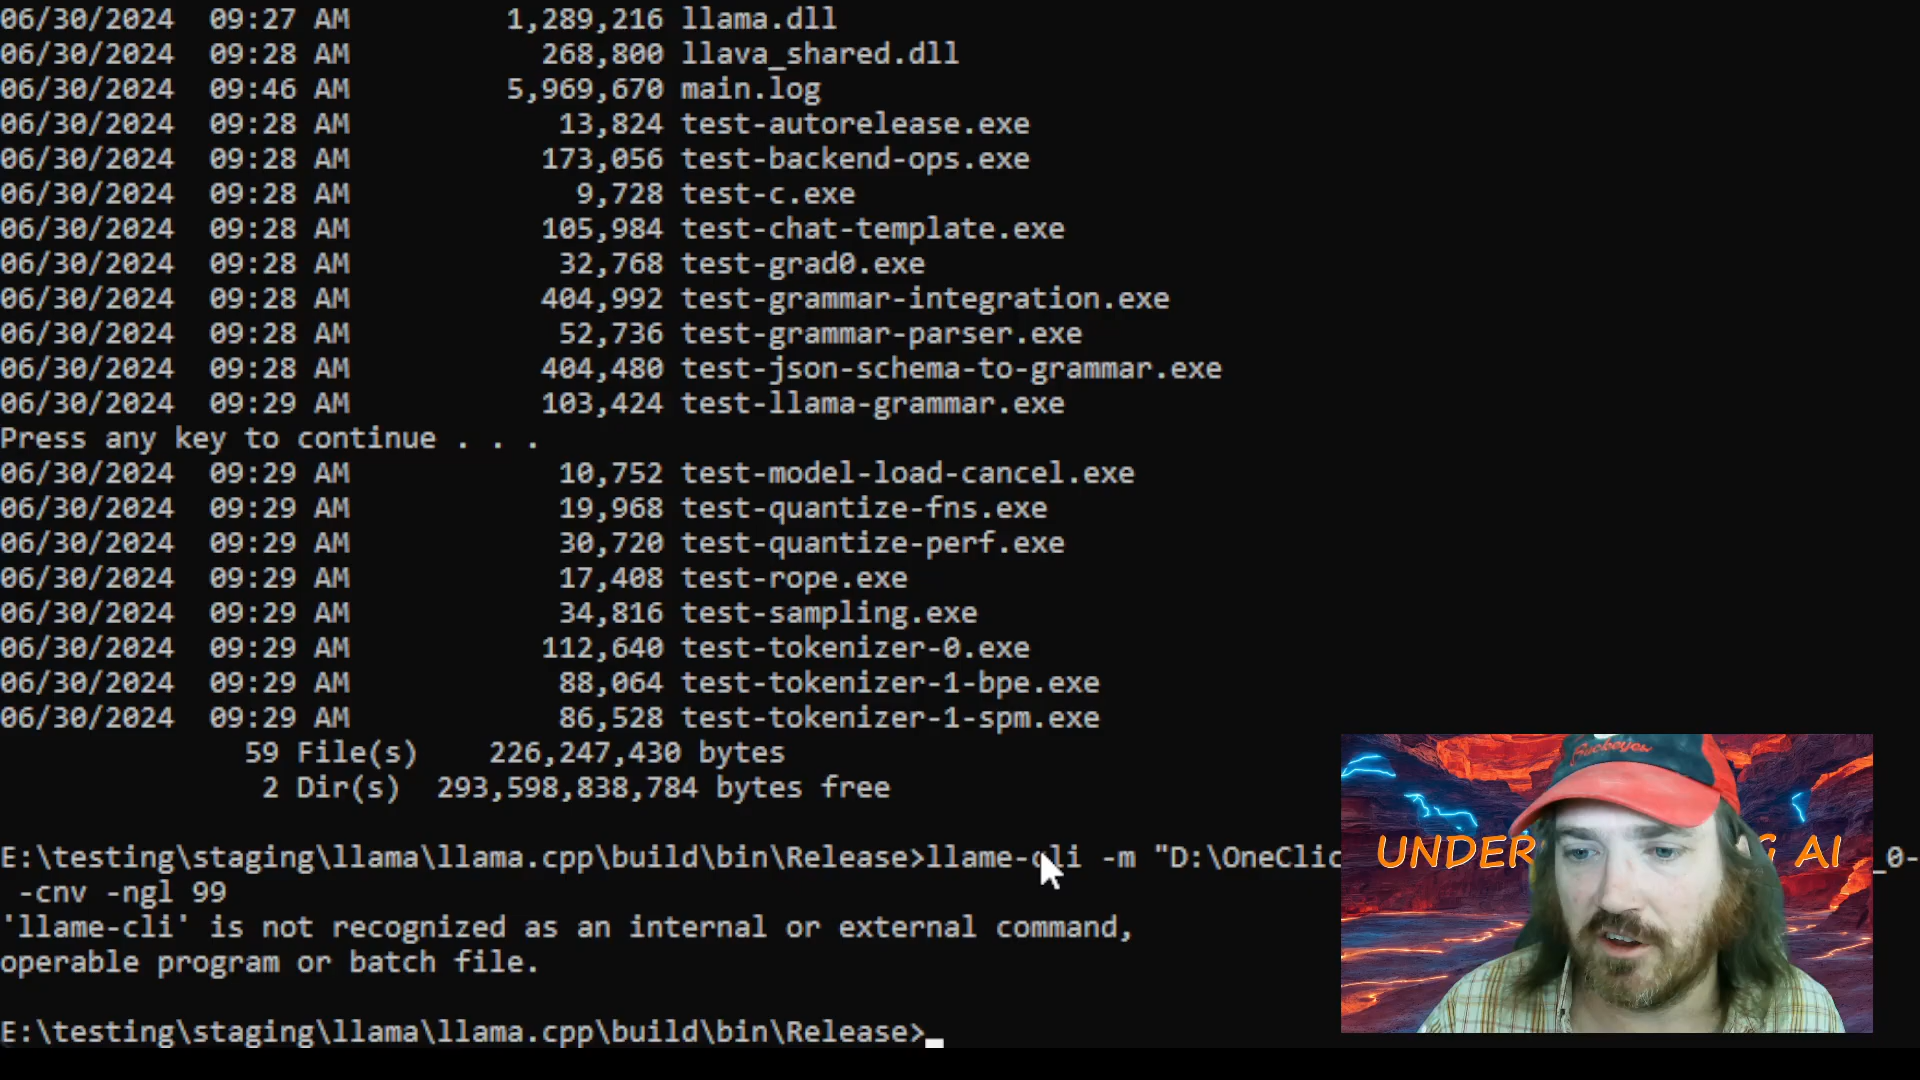 06/30/2024  09:27 AM         1,289,216 llama.dll
06/30/2024  09:28 AM           268,800 llava_shared.dll
06/30/2024  09:46 AM         5,969,670 main.log
06/30/2024  09:28 AM            13,824 test-autorelease.exe
06/30/2024  09:28 AM           173,056 test-backend-ops.exe
06/30/2024  09:28 AM             9,728 test-c.exe
06/30/2024  09:28 AM           105,984 test-chat-template.exe
06/30/2024  09:28 AM            32,768 test-grad0.exe
06/30/2024  09:28 AM           404,992 test-grammar-integration.exe
06/30/2024  09:28 AM            52,736 test-grammar-parser.exe
06/30/2024  09:28 AM           404,480 test-json-schema-to-grammar.exe
06/30/2024  09:29 AM           103,424 test-llama-grammar.exe
Press any key to continue . . .
06/30/2024  09:29 AM            10,752 test-model-load-cancel.exe
06/30/2024  09:29 AM            19,968 test-quantize-fns.exe
06/30/2024  09:29 AM            30,720 test-quantize-perf.exe
06/30/2024  09:29 AM            17,408 test-rope.exe
06/30/2024  09:29 AM            34,816 test-sampling.exe
06/30/2024  09:29 AM           112,640 test-tokenizer-0.exe
06/30/2024  09:29 AM            88,064 test-tokenizer-1-bpe.exe
06/30/2024  09:29 AM            86,528 test-tokenizer-1-spm.exe
59 File(s)    226,247,430 bytes
2 Dir(s)  293,598,838,784 bytes free
E:\testing\staging\llama\llama.cpp\build\bin\Release>llame-cli -m "D:\OneClic _0-
-cnv -ngl 99
'llame-cli' is not recognized as an internal or external command,
operable program or batch file.
E:\testing\staging\llama\llama.cpp\build\bin\Release>
Buckeyes
UNDER G AI